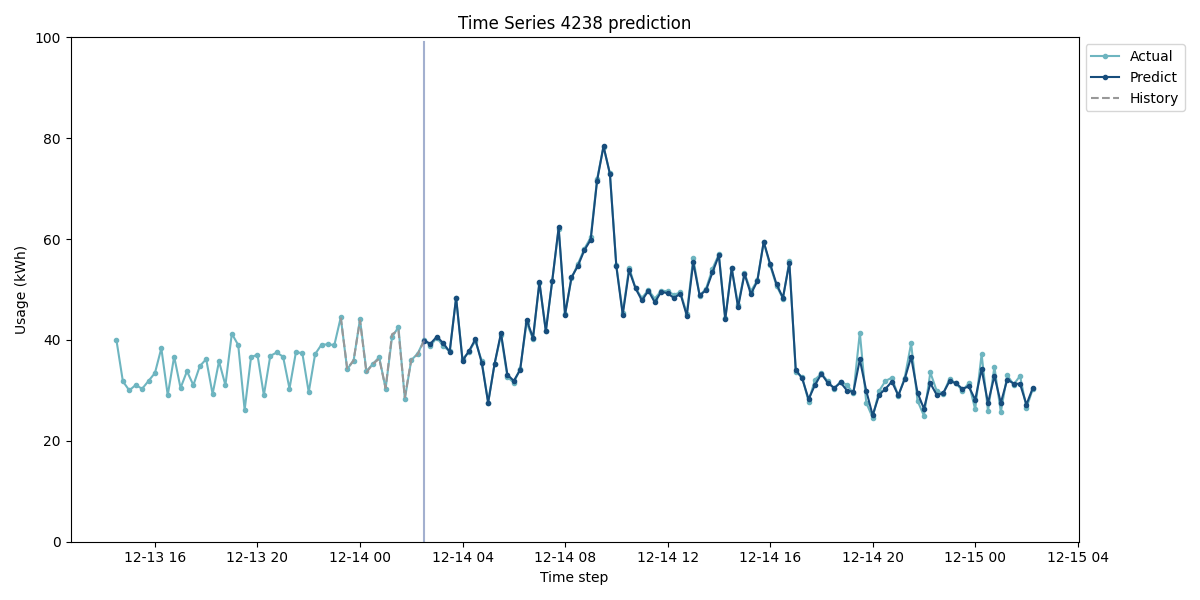 Time Series 4238 prediction
100
80
60
40
20
0
Usage (kWh)
12-13 16
12-13 20
12-14 00
12-14 04
12-14 08
12-14 12
12-14 16
12-14 20
12-15 00
12-15 04
Time step
Actual
Predict
History